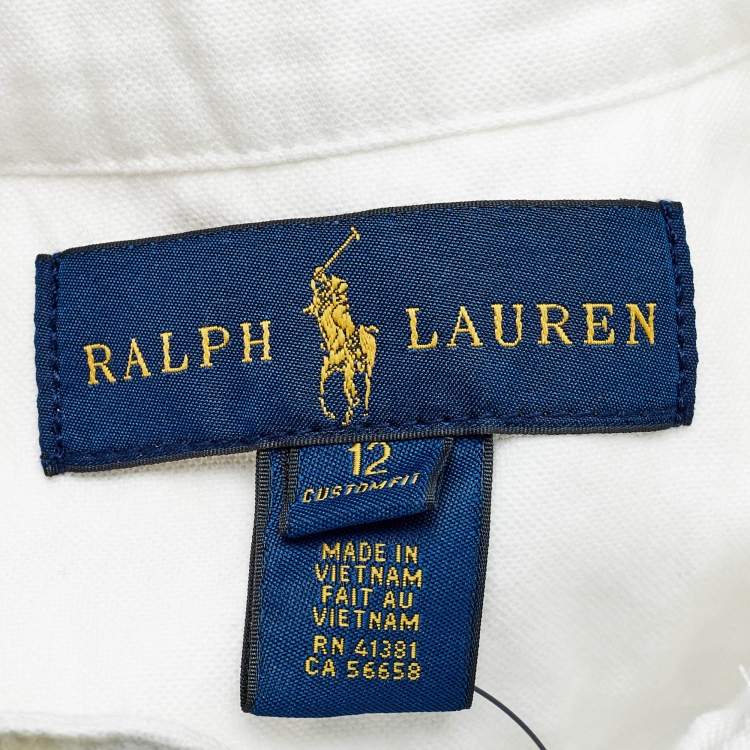 RALPH LAUREN
12
CUSTOM FIT
MADE IN
VIETNAM
FAIT AU
VIETNAM
RN 41381
CA 56658